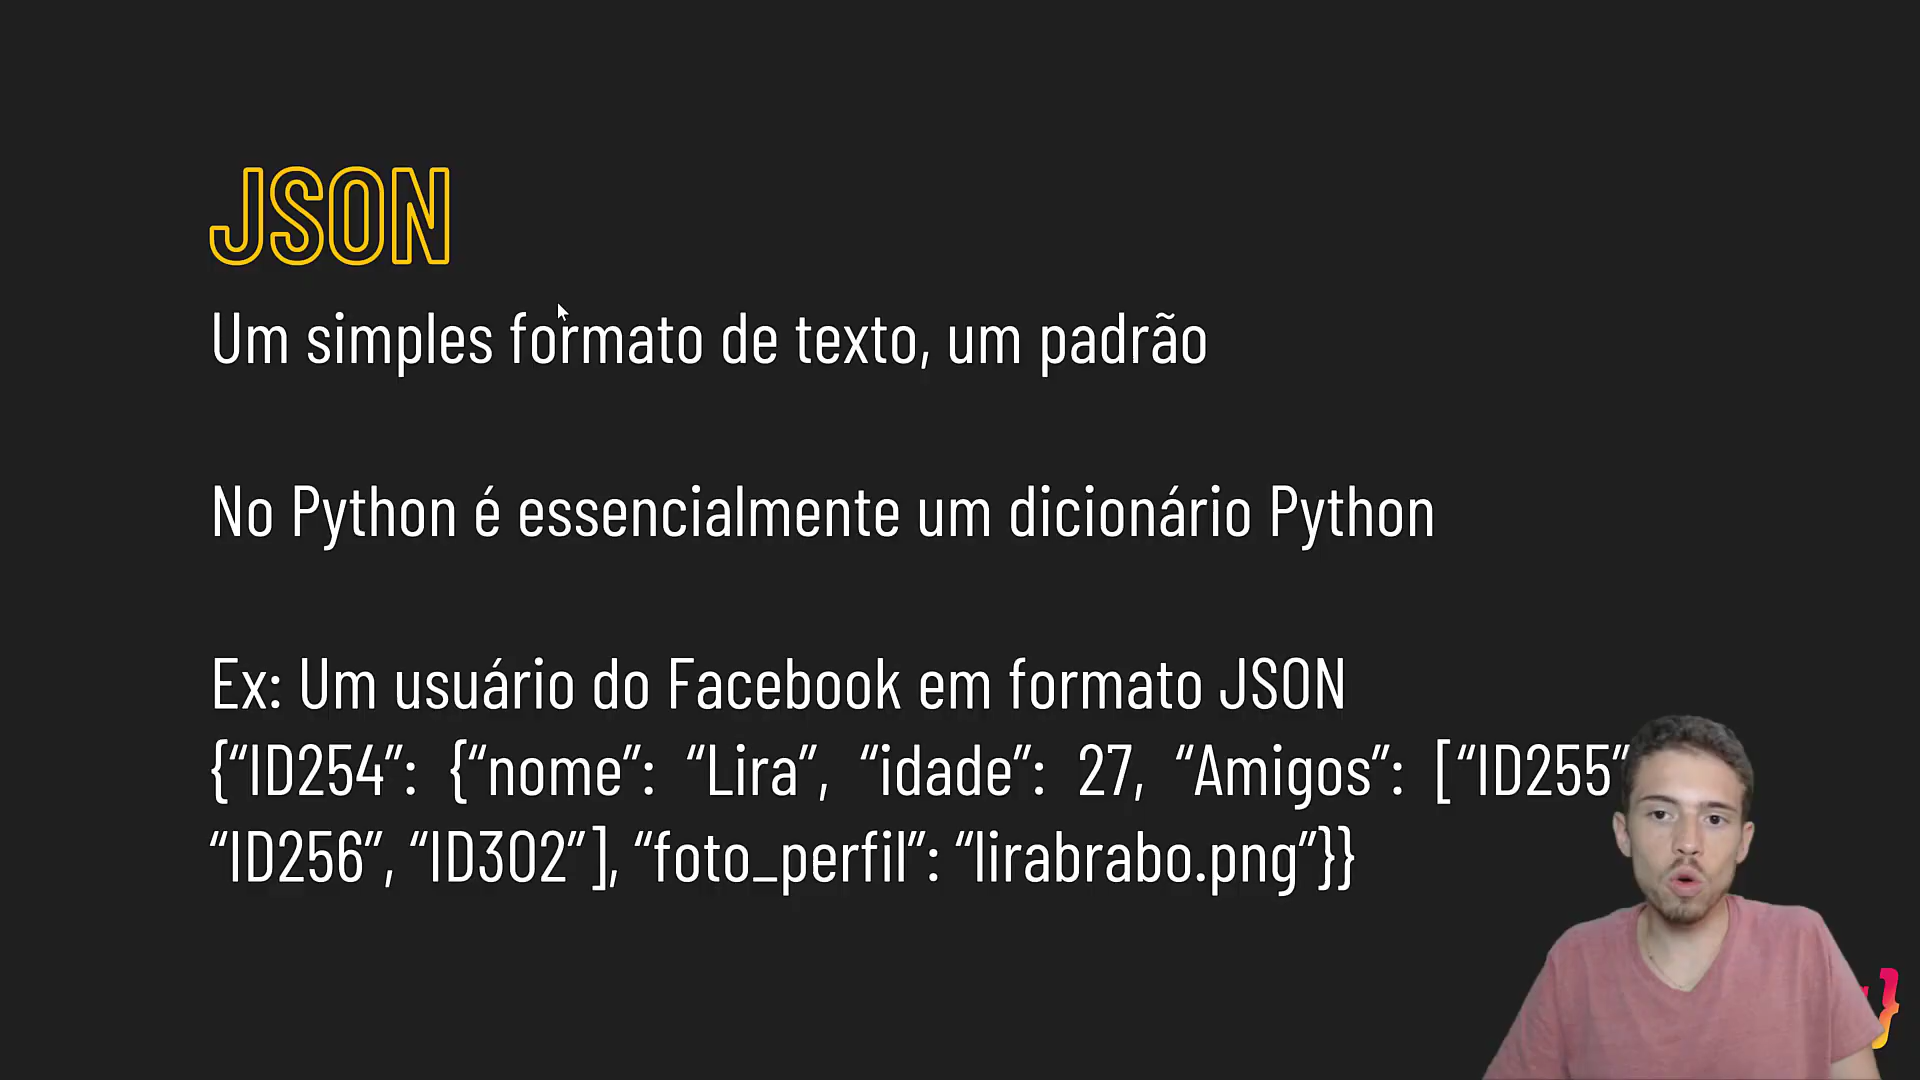 JSON
Um simples formato de texto, um padrão
No Python é essencialmente um dicionário Python
Ex: Um usuário do Facebook em formato JSON
{“ID254”: {“nome”: “Lira”, “idade”: 27, “Amigos”: [“ID255”
“ID256”, “ID302”], “foto_perfil”: “lirabrabo.png”}}
}